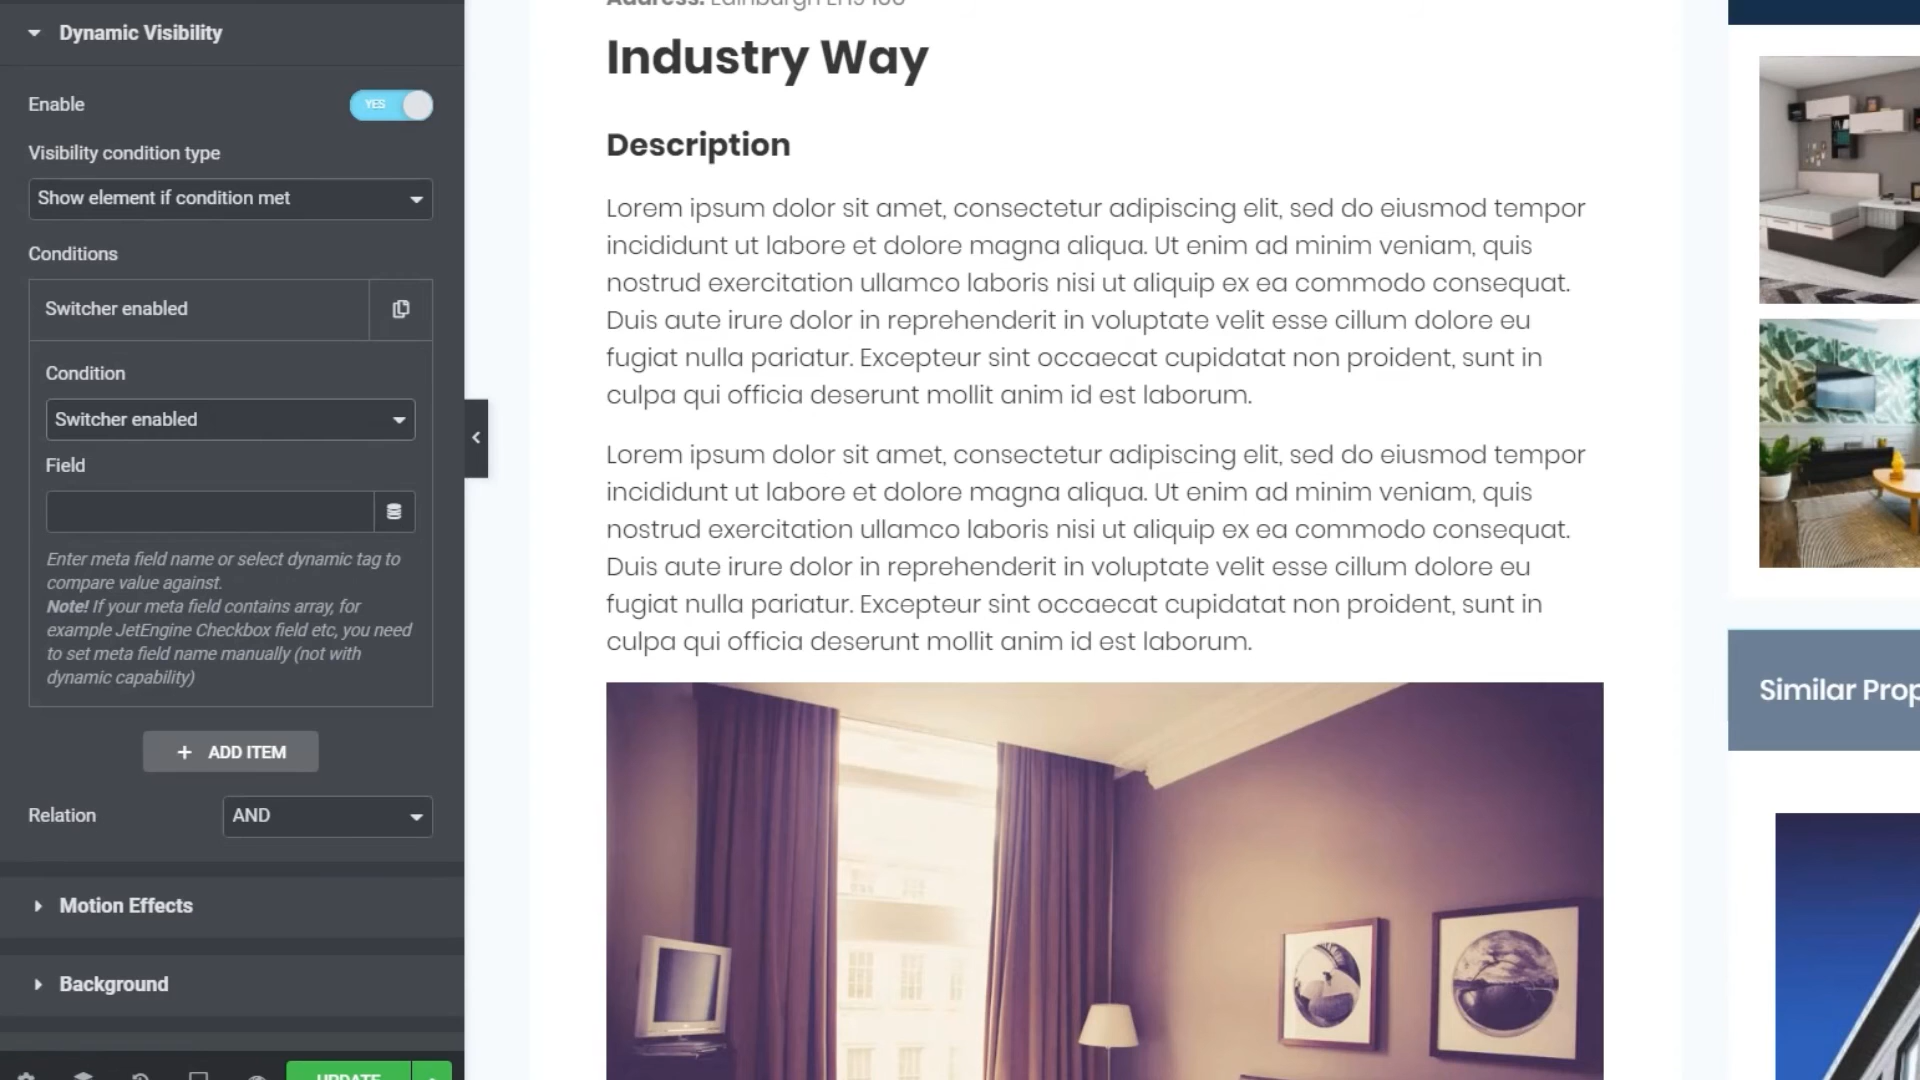 Dynamic Visibility
Enable
YES
Visibility condition type
Show element if condition met
Conditions
Switcher enabled
Condition
Switcher enabled
Field
Enter meta field name or select dynamic tag to
compare value against.
Note! If your meta field contains array, for
example JetEngine Checkbox field etc, you need
to set meta field name manually (not with
dynamic capability)
+ ADD ITEM
Relation
AND
Motion Effects
Background
UPDATE
Address: Edinburgh
Industry Way
Description
Lorem ipsum dolor sit amet, consectetur adipiscing elit, sed do eiusmod tempor
incididunt ut labore et dolore magna aliqua. Ut enim ad minim veniam, quis
nostrud exercitation ullamco laboris nisi ut aliquip ex ea commodo consequat.
Duis aute irure dolor in reprehenderit in voluptate velit esse cillum dolore eu
fugiat nulla pariatur. Excepteur sint occaecat cupidatat non proident, sunt in
culpa qui officia deserunt mollit anim id est laborum.
Lorem ipsum dolor sit amet, consectetur adipiscing elit, sed do eiusmod tempor
incididunt ut labore et dolore magna aliqua. Ut enim ad minim veniam, quis
nostrud exercitation ullamco laboris nisi ut aliquip ex ea commodo consequat.
Duis aute irure dolor in reprehenderit in voluptate velit esse cillum dolore eu
fugiat nulla pariatur. Excepteur sint occaecat cupidatat non proident, sunt in
culpa qui officia deserunt mollit anim id est laborum.
Similar Prop